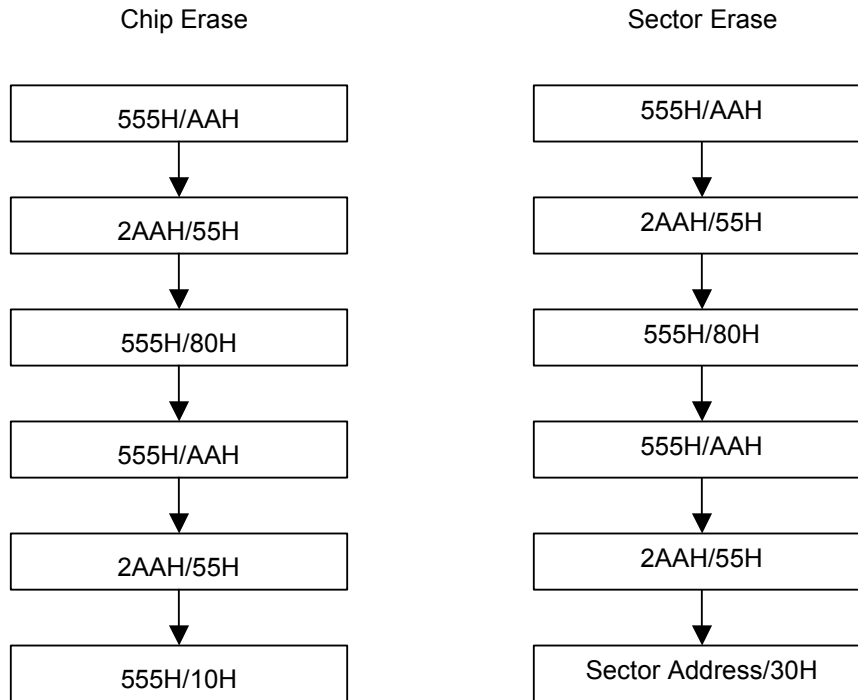 Chip Erase
555H/AAH
2AAH/55H
555H/80H
555H/AAH
2AAH/55H
555H/10H
Sector Erase
555H/AAH
2AAH/55H
555H/80H
555H/AAH
2AAH/55H
Sector Address/30H